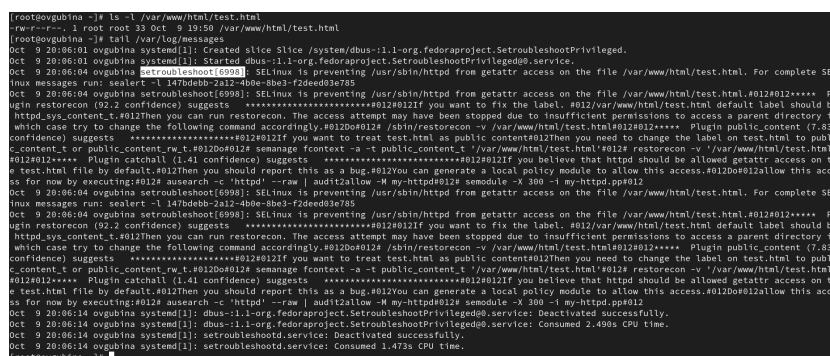 [root@ovgubina ~]# ls -l /var/www/html/test.html
-rw-r--r--. 1 root root 33 Oct  9 19:50 /var/www/html/test.html
[root@ovgubina ~]# tail /var/log/messages
Oct  9 20:06:01 ovgubina systemd[1]: Created slice Slice /system/dbus-:1.1-org.fedoraproject.SetroubleshootPrivileged.
Oct  9 20:06:01 ovgubina systemd[1]: Started dbus-:1.1-org.fedoraproject.SetroubleshootPrivileged@0.service.
Oct  9 20:06:04 ovgubina setroubleshoot[6998]: SELinux is preventing /usr/sbin/httpd from getattr access on the file /var/www/html/test.html. For complete SE
inux messages run: sealert -l 147bdebb-2a12-4b0e-8be3-f2deed03e785
Oct  9 20:06:04 ovgubina setroubleshoot[6998]: SELinux is preventing /usr/sbin/httpd from getattr access on the file /var/www/html/test.html.#012#012*****  P
ugin restorecon (92.2 confidence) suggests   ************************#012#012If you want to fix the label. #012/var/www/html/test.html default label should b
 httpd_sys_content_t.#012Then you can run restorecon. The access attempt may have been stopped due to insufficient permissions to access a parent directory i
 which case try to change the following command accordingly.#012Do#012# /sbin/restorecon -v /var/www/html/test.html#012#012*****  Plugin public_content (7.83
confidence) suggests   **********************#012#012If you want to treat test.html as public content#012Then you need to change the label on test.html to publ
c_content_t or public_content_rw_t.#012Do#012# semanage fcontext -a -t public_content_t '/var/www/html/test.html'#012# restorecon -v '/var/www/html/test.html
#012#012*****  Plugin catchall (1.41 confidence) suggests   **************************#012#012If you believe that httpd should be allowed getattr access on t
e test.html file by default.#012Then you should report this as a bug.#012You can generate a local policy module to allow this access.#012Do#012allow this acc
ss for now by executing:#012# ausearch -c 'httpd' --raw | audit2allow -M my-httpd#012# semodule -X 300 -i my-httpd.pp#012
Oct  9 20:06:04 ovgubina setroubleshoot[6998]: SELinux is preventing /usr/sbin/httpd from getattr access on the file /var/www/html/test.html. For complete SE
inux messages run: sealert -l 147bdebb-2a12-4b0e-8be3-f2deed03e785
Oct  9 20:06:04 ovgubina setroubleshoot[6998]: SELinux is preventing /usr/sbin/httpd from getattr access on the file /var/www/html/test.html.#012#012*****  P
ugin restorecon (92.2 confidence) suggests   ************************#012#012If you want to fix the label. #012/var/www/html/test.html default label should b
 httpd_sys_content_t.#012Then you can run restorecon. The access attempt may have been stopped due to insufficient permissions to access a parent directory i
 which case try to change the following command accordingly.#012Do#012# /sbin/restorecon -v /var/www/html/test.html#012#012*****  Plugin public_content (7.83
confidence) suggests   **********************#012#012If you want to treat test.html as public content#012Then you need to change the label on test.html to publ
c_content_t or public_content_rw_t.#012Do#012# semanage fcontext -a -t public_content_t '/var/www/html/test.html'#012# restorecon -v '/var/www/html/test.html
#012#012*****  Plugin catchall (1.41 confidence) suggests   **************************#012#012If you believe that httpd should be allowed getattr access on t
e test.html file by default.#012Then you should report this as a bug.#012You can generate a local policy module to allow this access.#012Do#012allow this acc
ss for now by executing:#012# ausearch -c 'httpd' --raw | audit2allow -M my-httpd#012# semodule -X 300 -i my-httpd.pp#012
Oct  9 20:06:14 ovgubina systemd[1]: dbus-:1.1-org.fedoraproject.SetroubleshootPrivileged@0.service: Deactivated successfully.
Oct  9 20:06:14 ovgubina systemd[1]: dbus-:1.1-org.fedoraproject.SetroubleshootPrivileged@0.service: Consumed 2.490s CPU time.
Oct  9 20:06:14 ovgubina systemd[1]: setroubleshootd.service: Deactivated successfully.
Oct  9 20:06:14 ovgubina systemd[1]: setroubleshootd.service: Consumed 1.473s CPU time.
[root@ovgubina ~]#